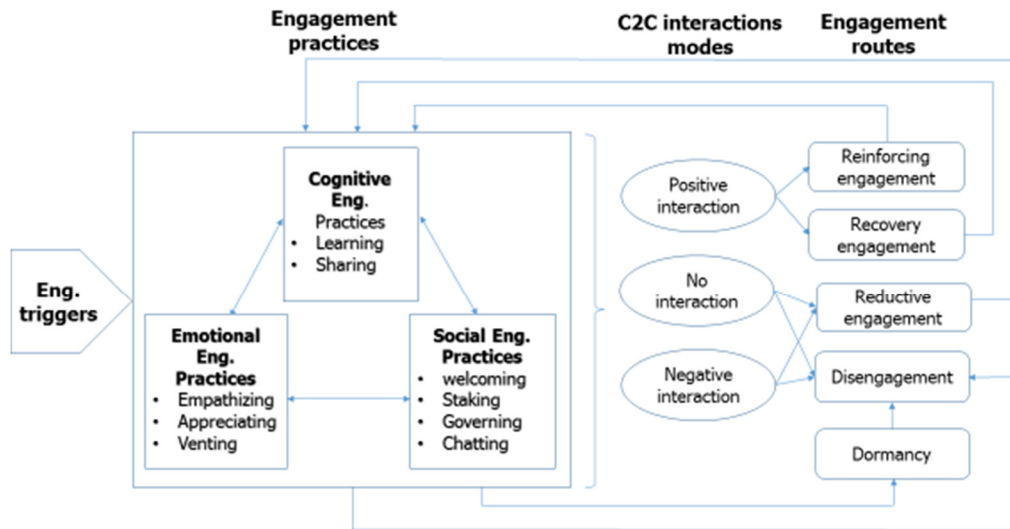 Engagement
practices
C2C interactions
modes
Engagement
routes
Eng.
triggers
Cognitive
Eng.
Practices
• Learning
• Sharing
Emotional
Eng.
Practices
• Empathizing
• Appreciating
• Venting
Social Eng.
Practices
• welcoming
• Staking
• Governing
• Chatting
Positive
interaction
No
interaction
Negative
interaction
Reinforcing
engagement
Recovery
engagement
Reductive
engagement
Disengagement
Dormancy